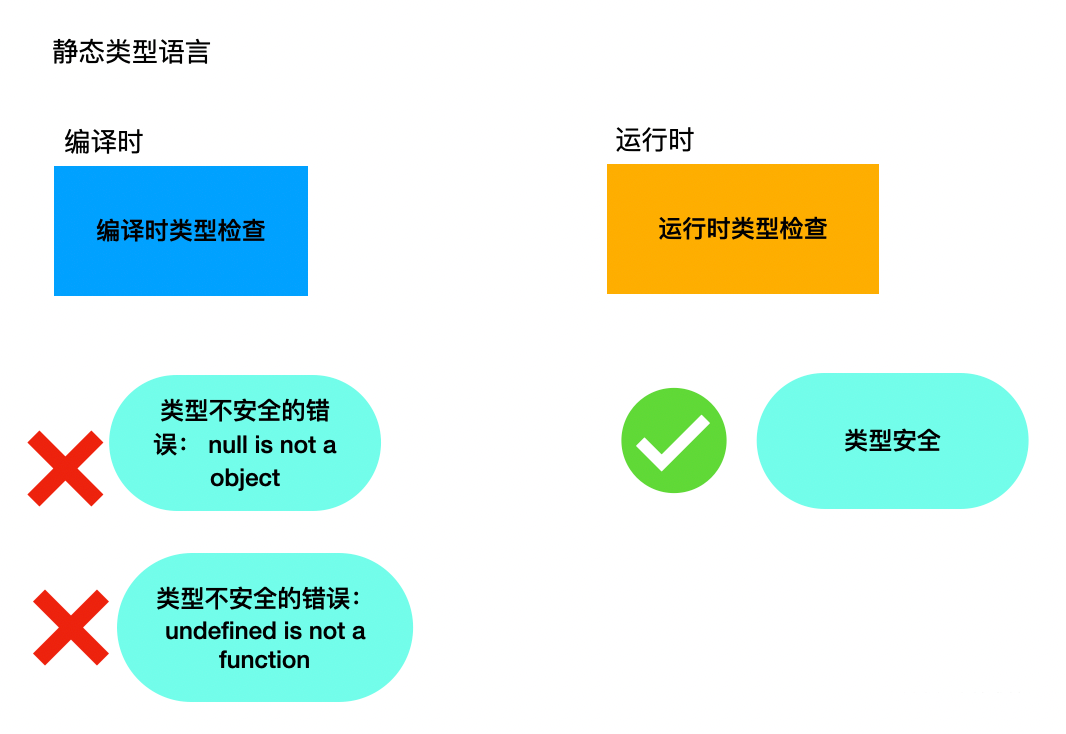 静态类型语言
编译时
编译时类型检查
类型不安全的错
误： null is not a
object
类型不安全的错误：
undefined is not a
function
运行时
运行时类型检查
类型安全